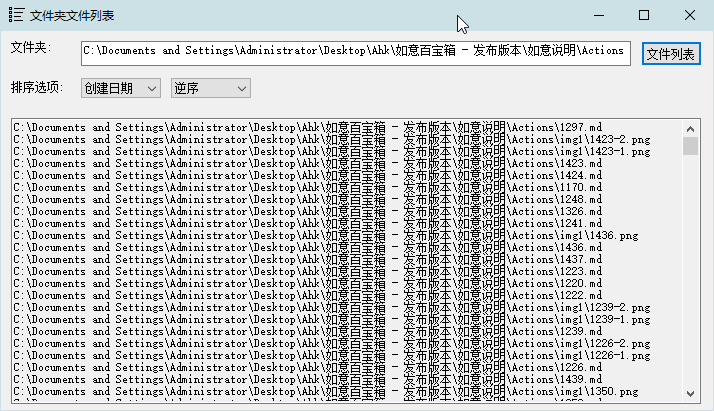 文件夹文件列表
文件夹: C:\Documents and Settings\Administrator\Desktop\Ahk\如意百宝箱 - 发布版本\如意说明\Actions 文件列表
排序选项: 创建日期 逆序
C:\Documents and Settings\Administrator\Desktop\Ahk\如意百宝箱 - 发布版本\如意说明\Actions\1297.md
C:\Documents and Settings\Administrator\Desktop\Ahk\如意百宝箱 - 发布版本\如意说明\Actions\img1\1423-2.png
C:\Documents and Settings\Administrator\Desktop\Ahk\如意百宝箱 - 发布版本\如意说明\Actions\img1\1423-1.png
C:\Documents and Settings\Administrator\Desktop\Ahk\如意百宝箱 - 发布版本\如意说明\Actions\1423.md
C:\Documents and Settings\Administrator\Desktop\Ahk\如意百宝箱 - 发布版本\如意说明\Actions\1424.md
C:\Documents and Settings\Administrator\Desktop\Ahk\如意百宝箱 - 发布版本\如意说明\Actions\1170.md
C:\Documents and Settings\Administrator\Desktop\Ahk\如意百宝箱 - 发布版本\如意说明\Actions\1248.md
C:\Documents and Settings\Administrator\Desktop\Ahk\如意百宝箱 - 发布版本\如意说明\Actions\1326.md
C:\Documents and Settings\Administrator\Desktop\Ahk\如意百宝箱 - 发布版本\如意说明\Actions\1241.md
C:\Documents and Settings\Administrator\Desktop\Ahk\如意百宝箱 - 发布版本\如意说明\Actions\img1\1436.png
C:\Documents and Settings\Administrator\Desktop\Ahk\如意百宝箱 - 发布版本\如意说明\Actions\1436.md
C:\Documents and Settings\Administrator\Desktop\Ahk\如意百宝箱 - 发布版本\如意说明\Actions\1437.md
C:\Documents and Settings\Administrator\Desktop\Ahk\如意百宝箱 - 发布版本\如意说明\Actions\1223.md
C:\Documents and Settings\Administrator\Desktop\Ahk\如意百宝箱 - 发布版本\如意说明\Actions\1220.md
C:\Documents and Settings\Administrator\Desktop\Ahk\如意百宝箱 - 发布版本\如意说明\Actions\1222.md
C:\Documents and Settings\Administrator\Desktop\Ahk\如意百宝箱 - 发布版本\如意说明\Actions\img1\1239-2.png
C:\Documents and Settings\Administrator\Desktop\Ahk\如意百宝箱 - 发布版本\如意说明\Actions\img1\1239-1.png
C:\Documents and Settings\Administrator\Desktop\Ahk\如意百宝箱 - 发布版本\如意说明\Actions\1239.md
C:\Documents and Settings\Administrator\Desktop\Ahk\如意百宝箱 - 发布版本\如意说明\Actions\img1\1226-2.png
C:\Documents and Settings\Administrator\Desktop\Ahk\如意百宝箱 - 发布版本\如意说明\Actions\img1\1226-1.png
C:\Documents and Settings\Administrator\Desktop\Ahk\如意百宝箱 - 发布版本\如意说明\Actions\1226.md
C:\Documents and Settings\Administrator\Desktop\Ahk\如意百宝箱 - 发布版本\如意说明\Actions\1439.md
C:\Documents and Settings\Administrator\Desktop\Ahk\如意百宝箱 - 发布版本\如意说明\Actions\img1\1350.png